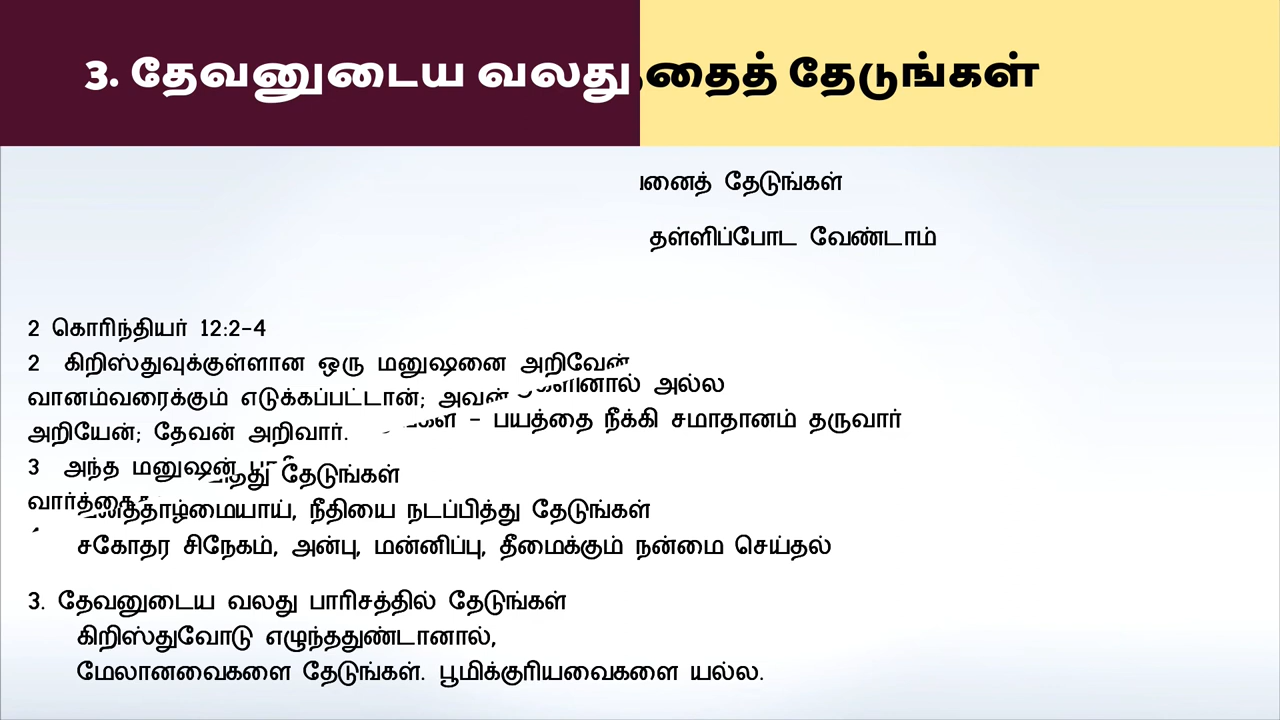 3. தேவனுடைய வலது தேடுங்கள்
தேடுங்கள்
தள்ளிப்போட வேண்டாம்
2 கொரிந்தியர் 12:2-4
2 கிறிஸ்துவுக்குள்ளான ஒரு மனுஷனை அறிவேன்
அல்ல
வானம்வரைக்கும் எடுக்கப்பட்டான்; அவன்
- பயத்தை நீக்கி சமாதானம் தருவார்
அறியேன்; தேவன் அறிவார்.
3 அந்த மனுஷன்
தேடுங்கள்
நீதியை நடப்பித்து தேடுங்கள்
சகோதர சிநேகம், அன்பு, மன்னிப்பு, தீமைக்கும் நன்மை செய்தல்
3. தேவனுடைய வலது பாரிசத்தில் தேடுங்கள்
கிறிஸ்துவோடு எழுந்ததுண்டானால்,
மேலானவைகளை தேடுங்கள். பூமிக்குரியவைகளை யல்ல.